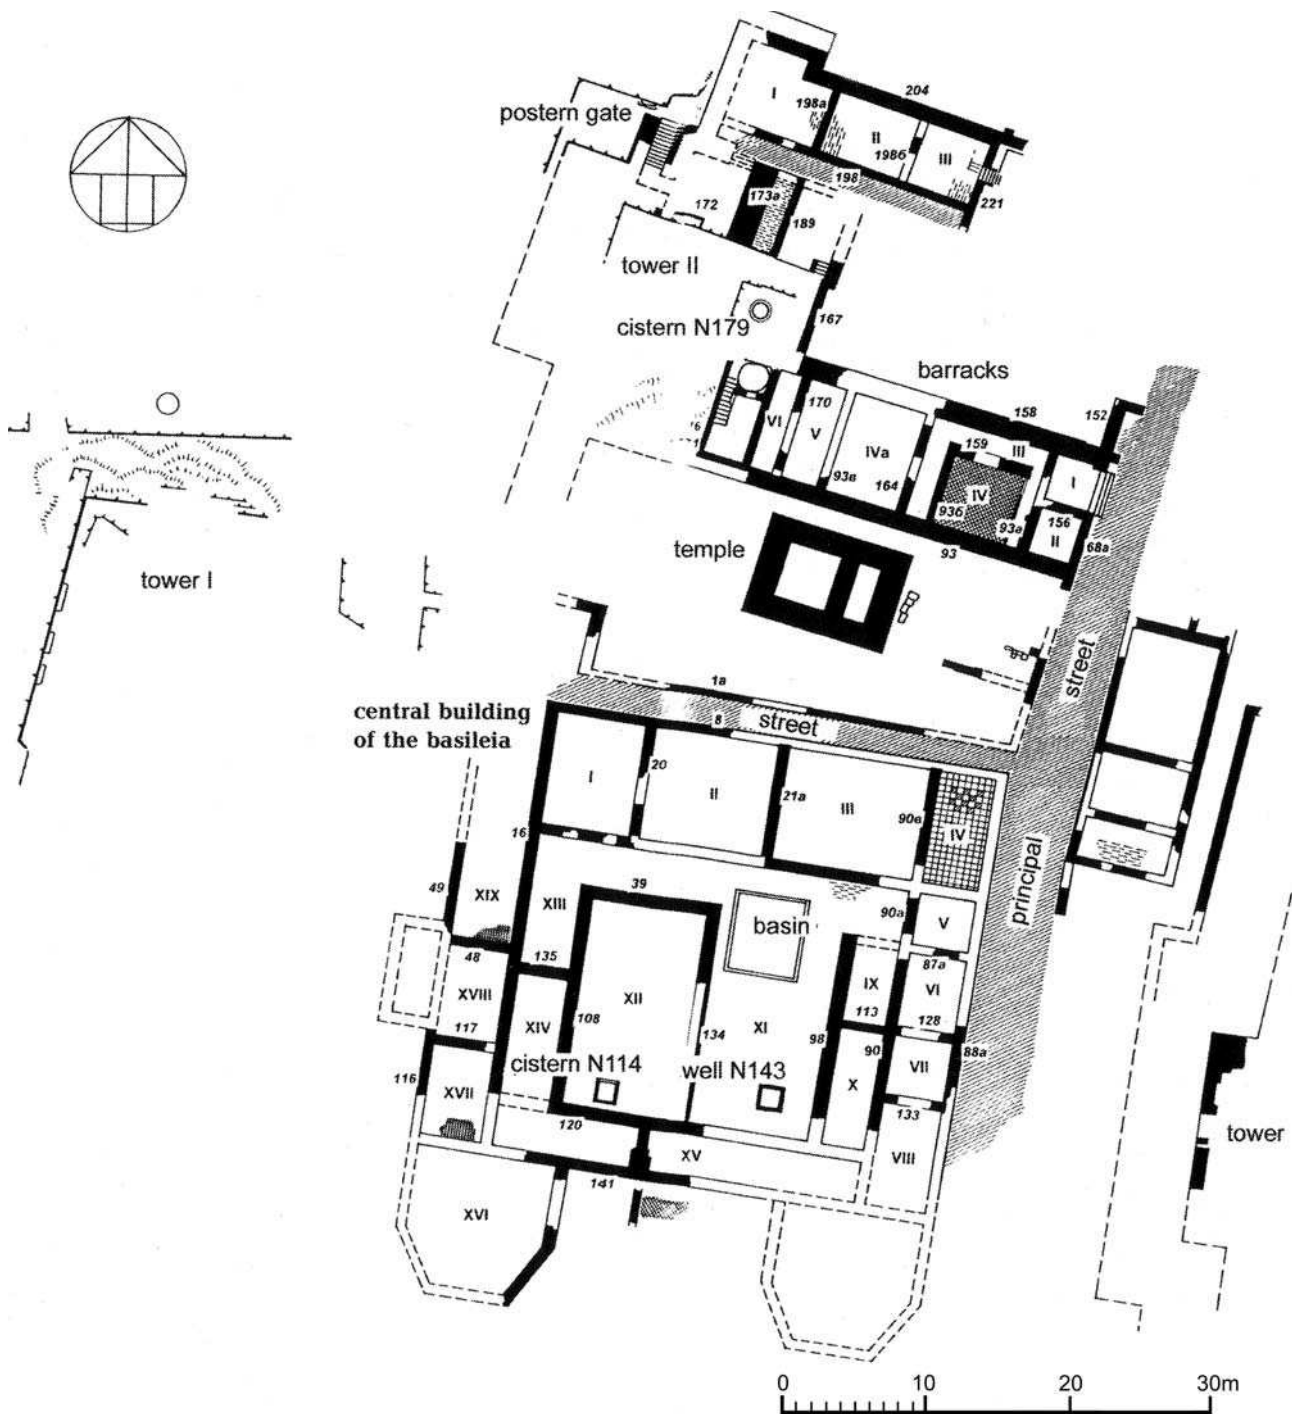 204
I
198a
postern gate
II
198б
III
198
173a
172
221
189
tower II
cistern N179
167
barracks
170
158
152
VI
159
III
V
IVa
I
IV
93в
164
93б
93a
156
II
68a
temple
93
tower I
street
1a
central building
of the basileia
8
street
20
I
II
21a
III
90в
IV
16
principal
39
49
XIX
XIII
90a
basin
V
48
135
87a
IX
VI
XVIII
XII
113
XIV
108
134
XI
128
117
98
90
88a
cistern N114
well N143
VII
116
XVII
X
133
120
XV
VIII
tower
141
XVI
0
10
20
30m